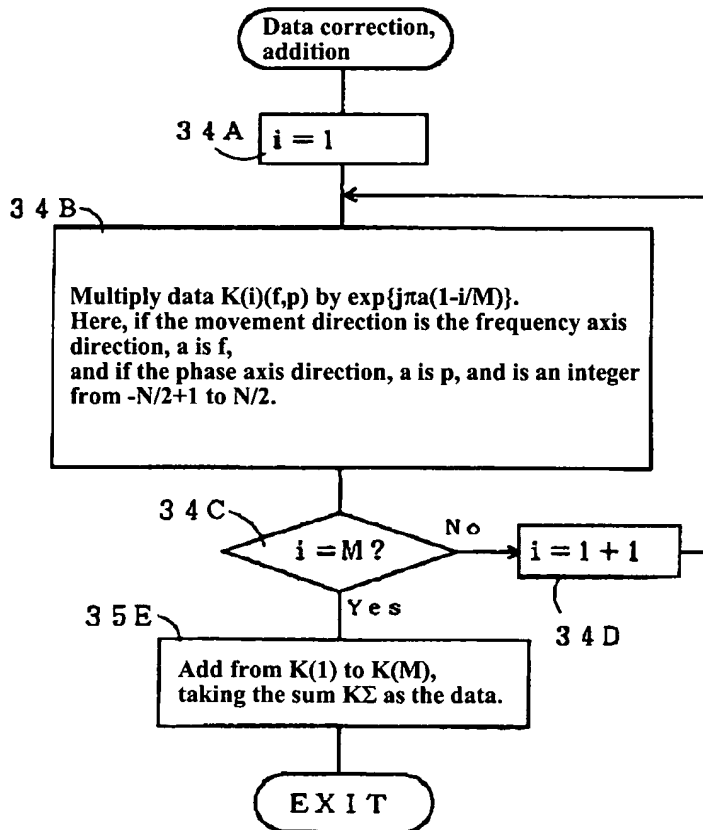 Data correction,
addition
34A
i = 1
34B
Multiply data K(i)(f,p) by exp{jπa(1-i/M)}.
Here, if the movement direction is the frequency axis
direction, a is f,
and if the phase axis direction, a is p, and is an integer
from -N/2+1 to N/2.
34C
i = M ?
No
i = 1 + 1
34D
Yes
35E
Add from K(1) to K(M),
taking the sum KΣ as the data.
EXIT